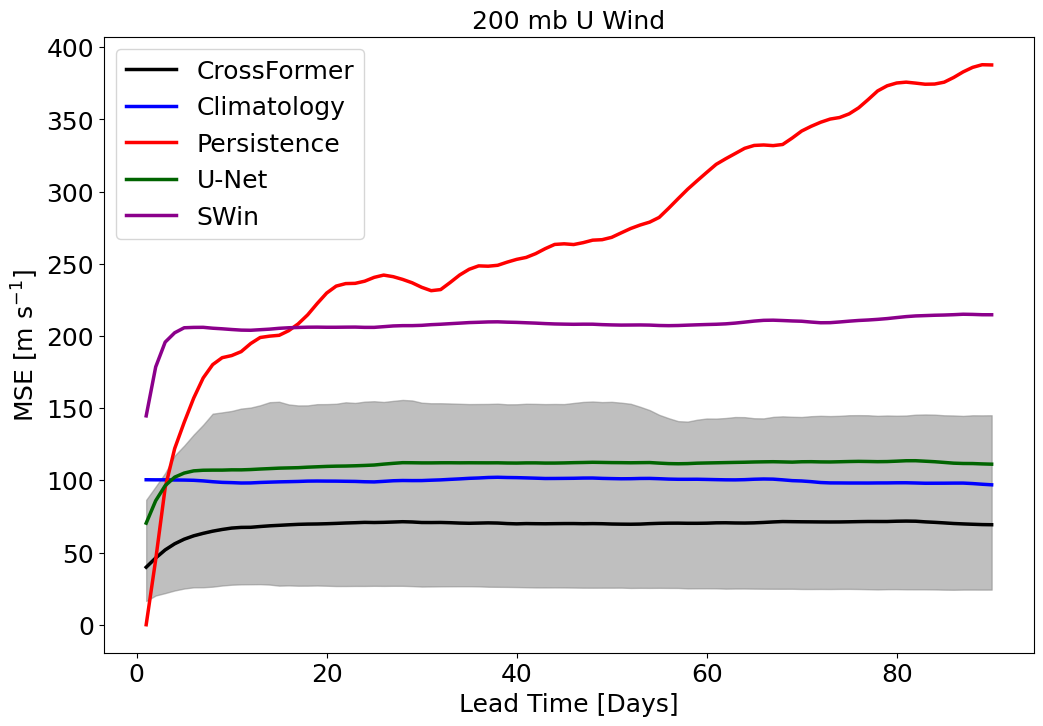 200 mb U Wind
MSE [m s⁻¹]
400
350
300
250
200
150
100
50
0
CrossFormer
Climatology
Persistence
U-Net
SWin
0 20 40 60 80
Lead Time [Days]